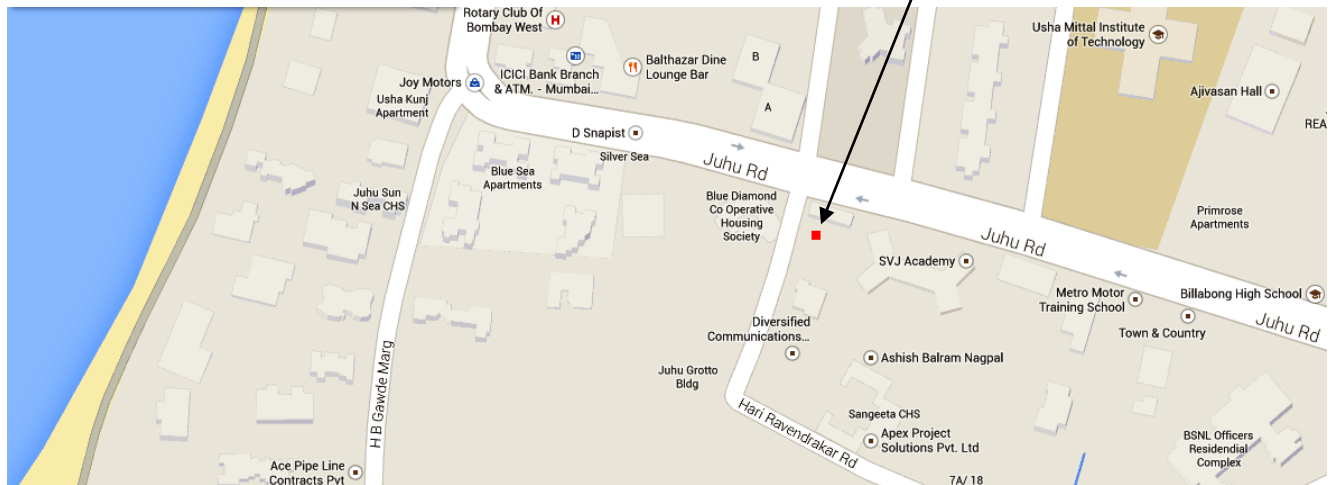 Rotary Club Of
Bombay West
Usha Mittal Institute
of Technology
Balthazar Dine
Lounge Bar
B
ICICI Bank Branch
& ATM. - Mumbai...
Joy Motors
Ajivasan Hall
Usha Kunj
Apartment
A
REA
D Snapist
Silver Sea
Juhu Rd
Blue Sea
Apartments
Juhu Sun
N Sea CHS
Blue Diamond
Co Operative
Housing
Society
Primrose
Apartments
Juhu Rd
SVJ Academy
Metro Motor
Training School
Billabong High School
Juhu Rd
Town & Country
Diversified
Communications...
Ashish Balram Nagpal
Juhu Grotto
Bldg
H B Gawde Marg
Hari Ravendrakar Rd
Sangeeta CHS
Apex Project
Solutions Pvt. Ltd
BSNL Officers
Residendial
Complex
Ace Pipe Line
Contracts Pvt
7A/ 18